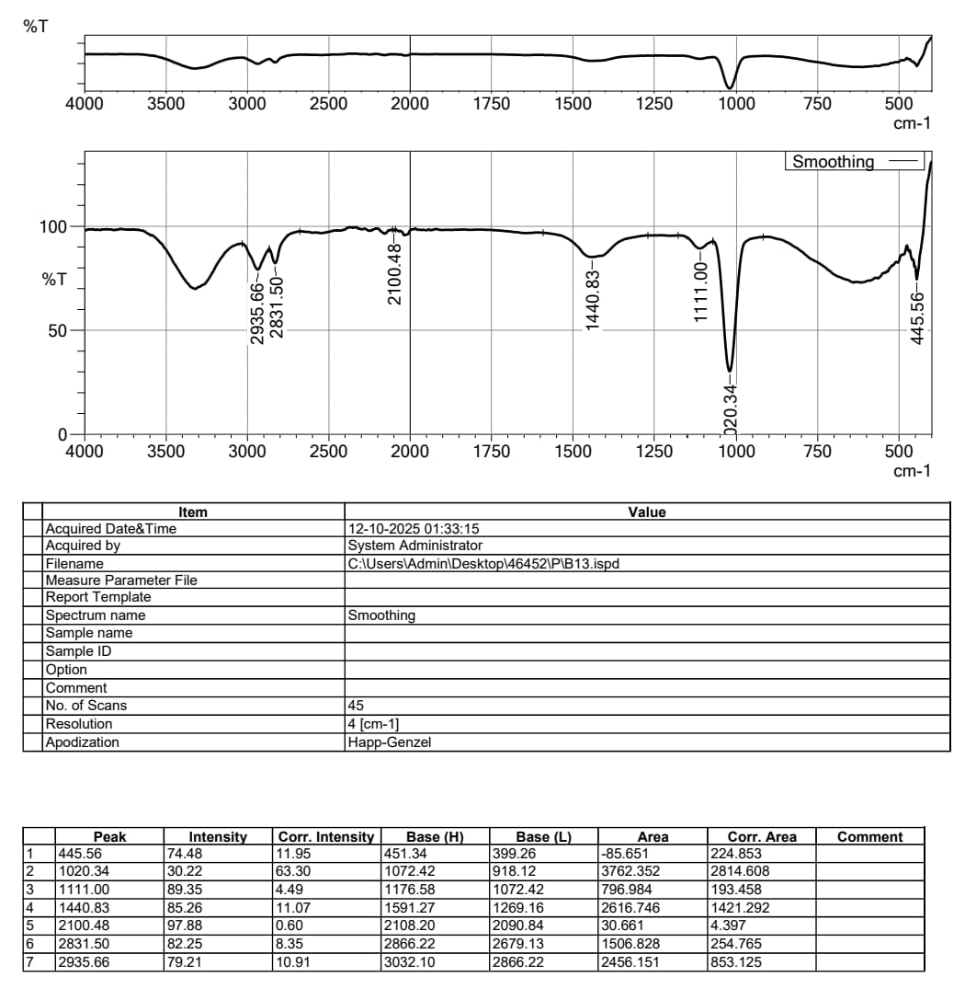 %T
4000 3500 3000 2500 2000 1750 1500 1250 1000 750 500
cm-1
Smoothing
100
%T
50
0
2935.66
2831.50
2100.48
1440.83
1111.00
020.34
445.56
4000 3500 3000 2500 2000 1750 1500 1250 1000 750 500
cm-1
Item Value
Acquired Date&Time 12-10-2025 01:33:15
Acquired by System Administrator
Filename C:\Users\Admin\Desktop\46452\P\B13.ispd
Measure Parameter File
Report Template
Spectrum name Smoothing
Sample name
Sample ID
Option
Comment
No. of Scans 45
Resolution 4 [cm-1]
Apodization Happ-Genzel
Peak Intensity Corr. Intensity Base (H) Base (L) Area Corr. Area Comment
1 445.56 74.48 11.95 451.34 399.26 -85.651 224.853
2 1020.34 30.22 63.30 1072.42 918.12 3762.352 2814.608
3 1111.00 89.35 4.49 1176.58 1072.42 796.984 193.458
4 1440.83 85.26 11.07 1591.27 1269.16 2616.746 1421.292
5 2100.48 97.88 0.60 2108.20 2090.84 30.661 4.397
6 2831.50 82.25 8.35 2866.22 2679.13 1506.828 254.765
7 2935.66 79.21 10.91 3032.10 2866.22 2456.151 853.125